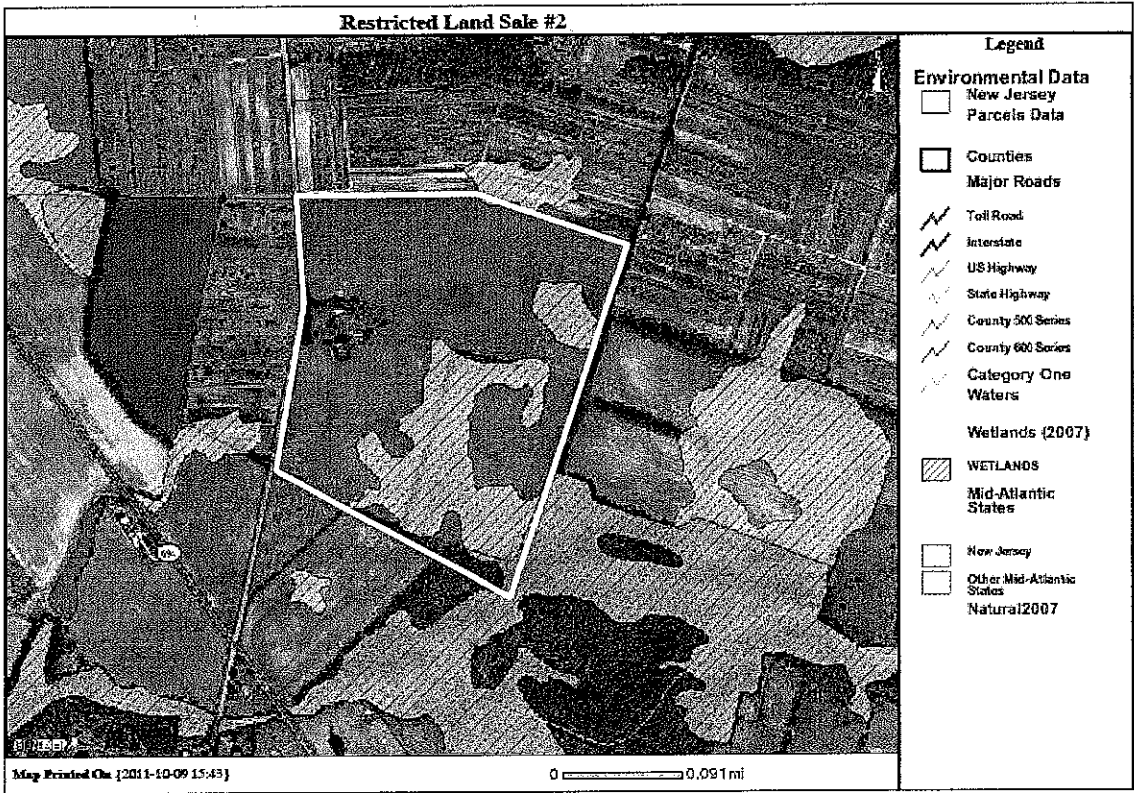 Restricted Land Sale #2
Legend
Environmental Data
New Jersey
Parcels Data
Counties
Major Roads
Toll Road
Interstate
US Highway
State Highway
County 500 Series
County 600 Series
Category One
Waters
Wetlands (2007)
WETLANDS
Mid-Atlantic
States
New Jersey
Other Mid-Atlantic
States
Natural2007
Map Printed On {2011-10-09 15:43}
0 0.091mi